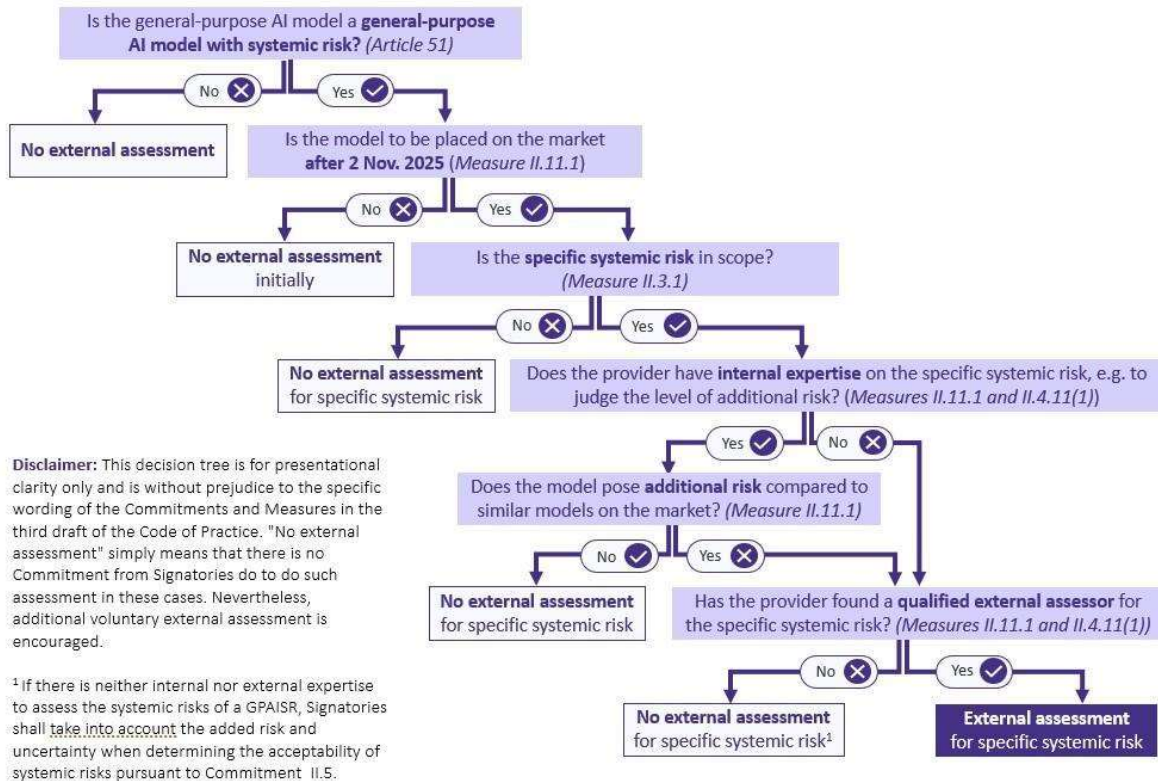 Is the general-purpose AI model a general-purpose
AI model with systemic risk? (Article 51)
No
Yes
No external assessment
Is the model to be placed on the market
after 2 Nov. 2025 (Measure II.11.1)
No
Yes
No external assessment
initially
Is the specific systemic risk in scope?
(Measure II.3.1)
No
Yes
No external assessment
for specific systemic risk
Does the provider have internal expertise on the specific systemic risk, e.g. to
judge the level of additional risk? (Measures II.11.1 and II.4.11(1))
Yes
No
Does the model pose additional risk compared to
similar models on the market? (Measure II.11.1)
No
Yes
No external assessment
for specific systemic risk
Has the provider found a qualified external assessor for
the specific systemic risk? (Measures II.11.1 and II.4.11(1))
No
Yes
No external assessment
for specific systemic risk¹
External assessment
for specific systemic risk
Disclaimer: This decision tree is for presentational
clarity only and is without prejudice to the specific
wording of the Commitments and Measures in the
third draft of the Code of Practice. "No external
assessment" simply means that there is no
Commitment from Signatories do to do such
assessment in these cases. Nevertheless,
additional voluntary external assessment is
encouraged.
¹ If there is neither internal nor external expertise
to assess the systemic risks of a GPAISR, Signatories
shall take into account the added risk and
uncertainty when determining the acceptability of
systemic risks pursuant to Commitment II.5.